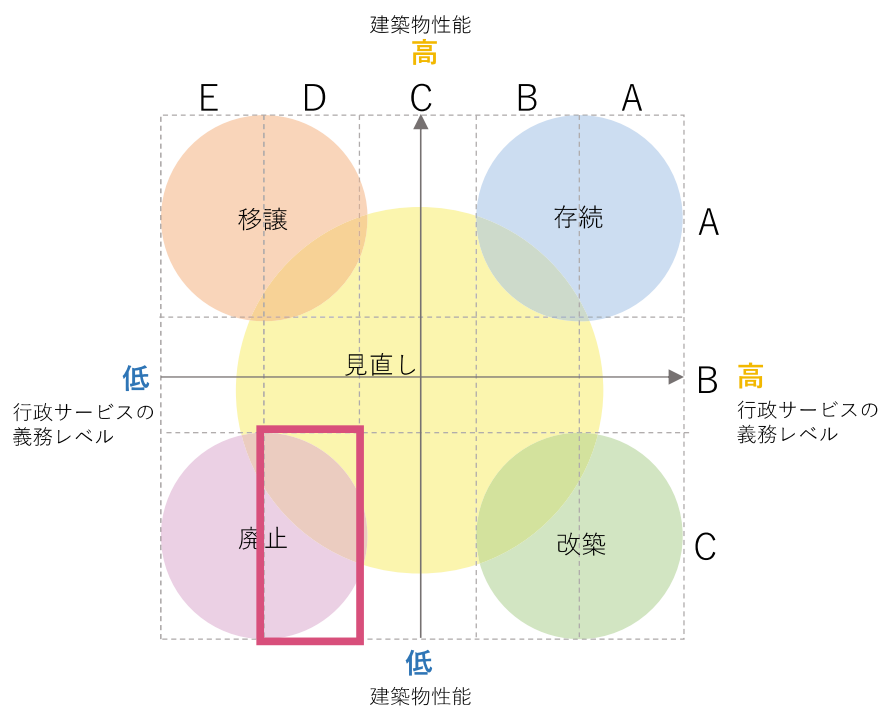 建築物性能
高
E D C B A
移譲
存続
A
見直し
低
B
高
行政サービスの
義務レベル
行政サービスの
義務レベル
廃止
改築
C
低
建築物性能